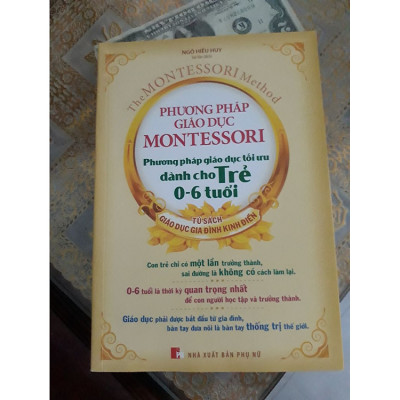 NGÔ HIỂU HUY
The MONTESSORI Method
PHƯƠNG PHÁP
GIÁO DỤC
MONTESSORI
Phương pháp giáo dục tối ưu
dành cho Trẻ
0-6 tuổi
TỦ SÁCH
GIÁO DỤC GIA ĐÌNH KINH ĐIỂN
Con trẻ chỉ có một lần trưởng thành,
sai đường là không có cách làm lại.
0-6 tuổi là thời kỳ quan trọng nhất
để con người học tập và trưởng thành.
Giáo dục phải được bắt đầu từ gia đình,
bàn tay đưa nôi là bàn tay thống trị thế giới.
NHÀ XUẤT BẢN PHỤ NỮ